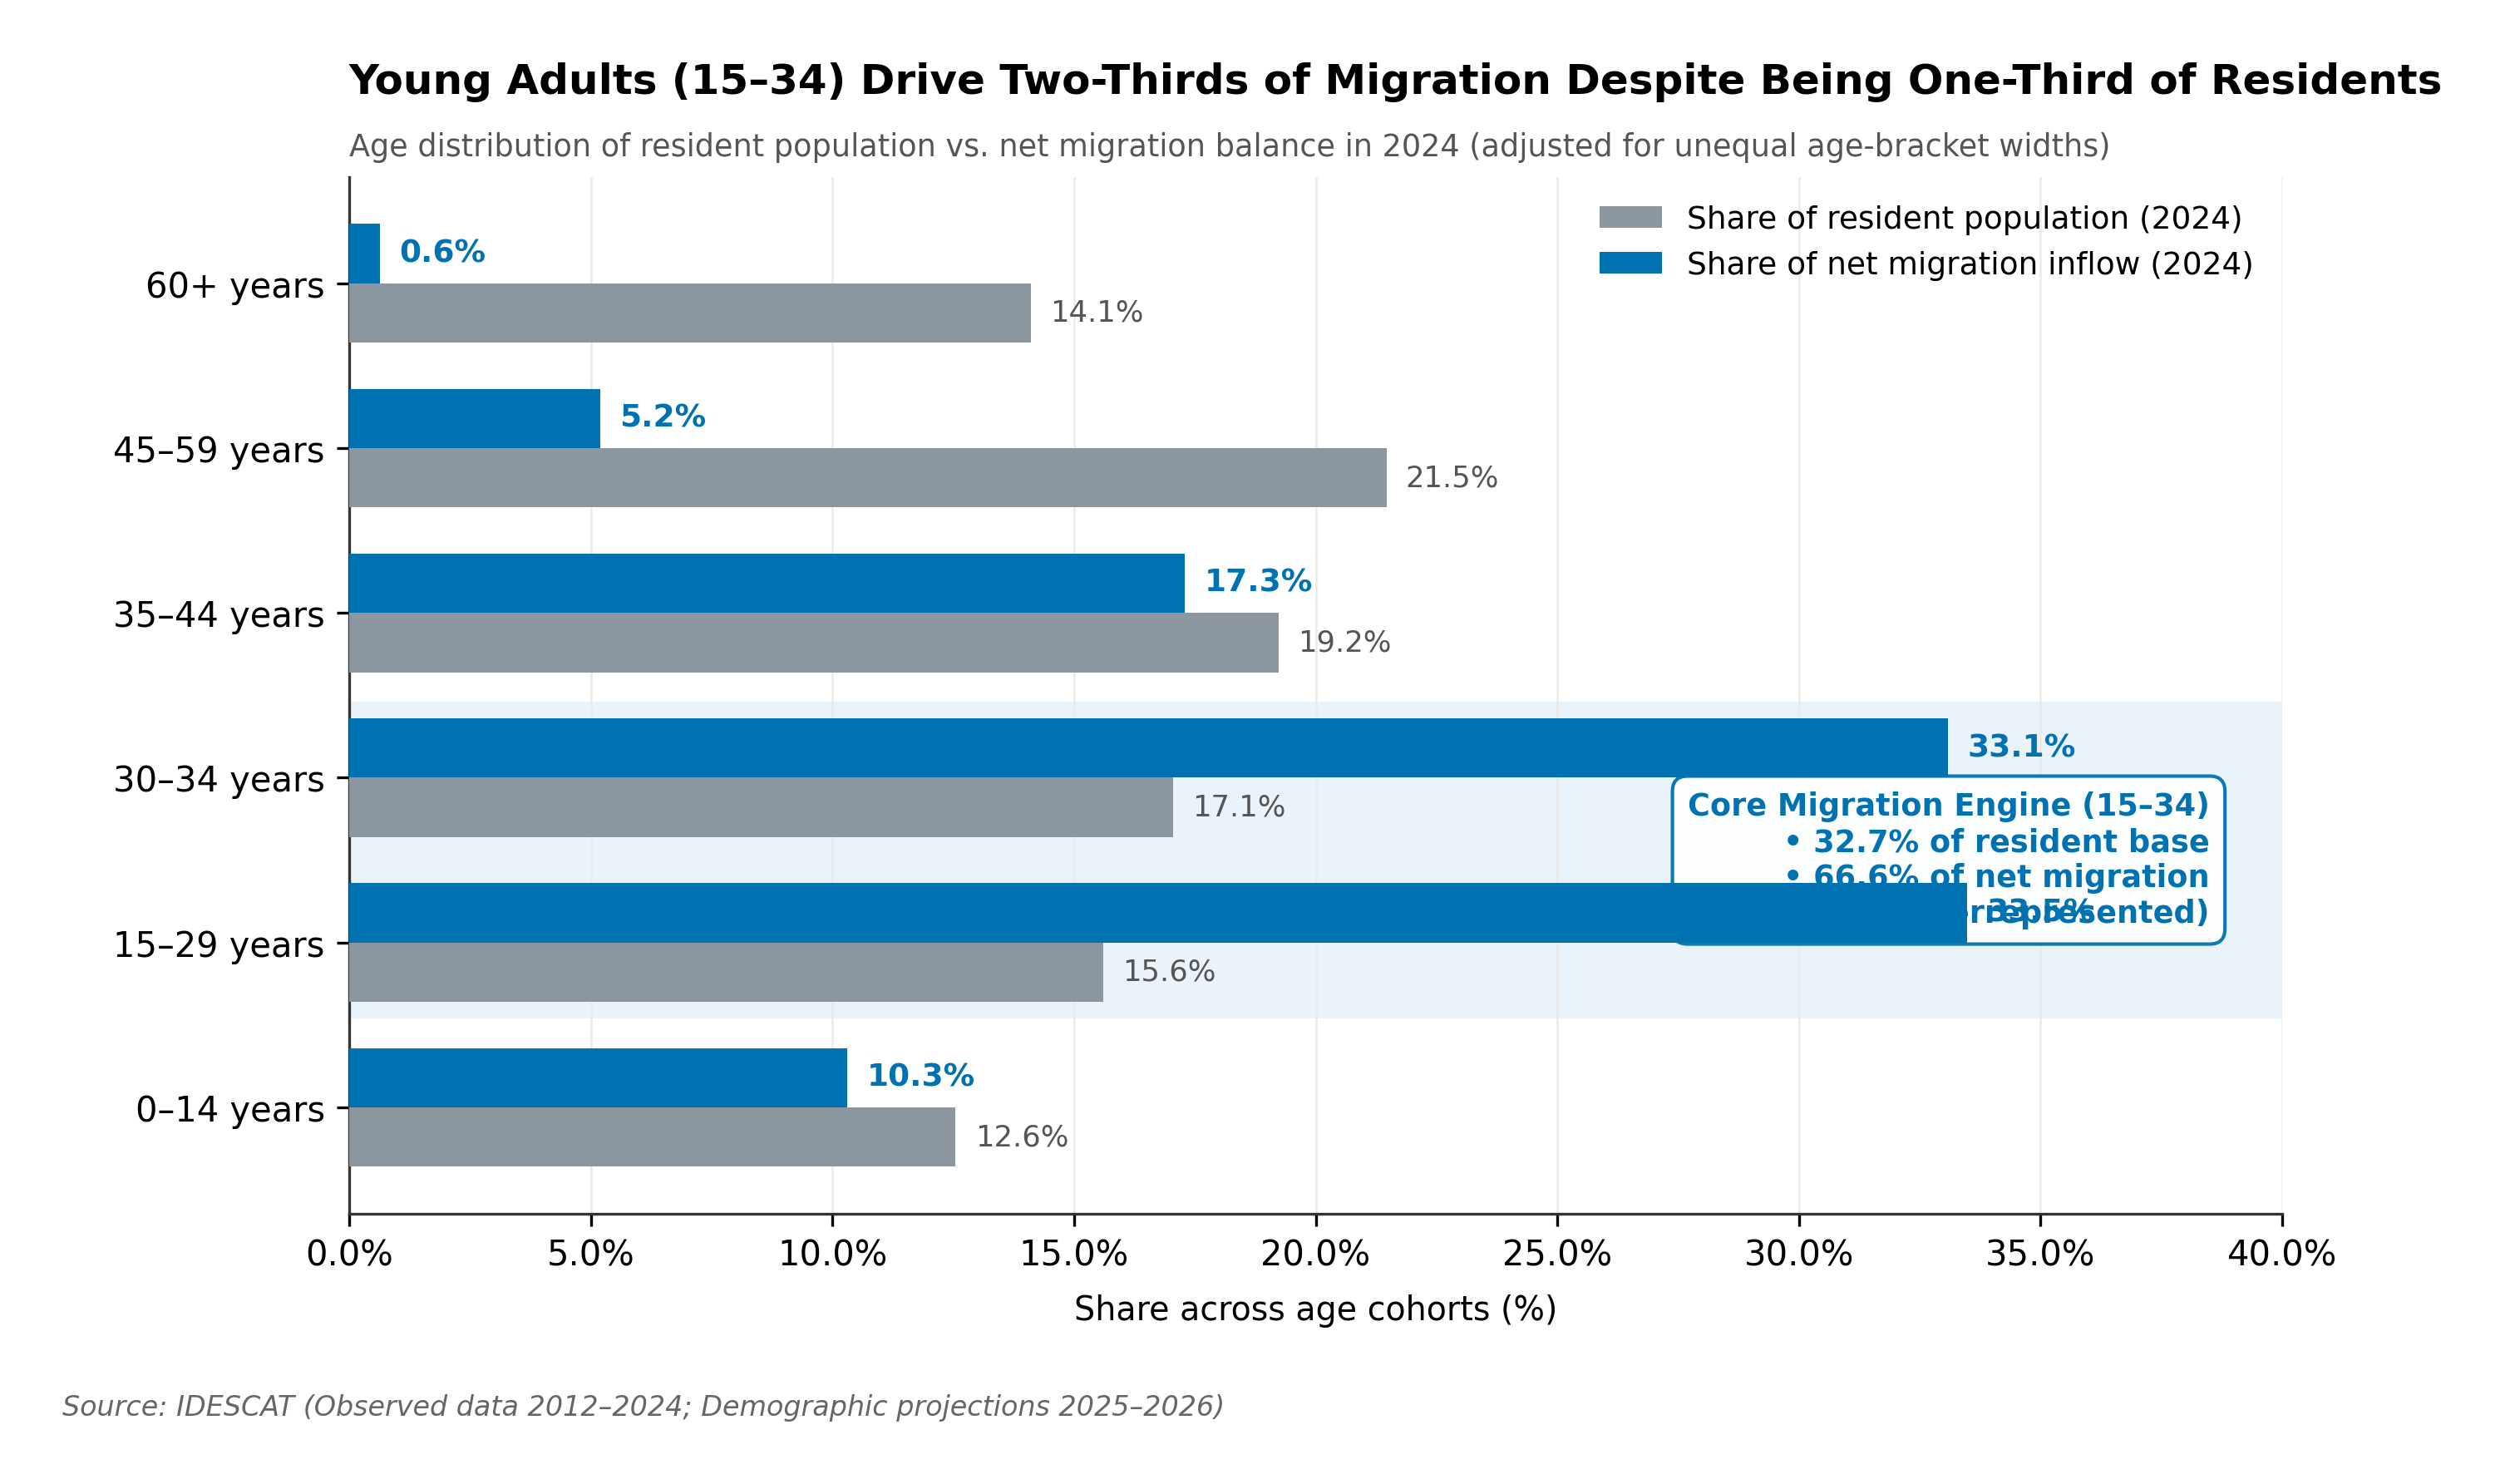 Young Adults (15–34) Drive Two-Thirds of Migration Despite Being One-Third of Residents
Age distribution of resident population vs. net migration balance in 2024 (adjusted for unequal age-bracket widths)
Share of resident population (2024)
Share of net migration inflow (2024)
60+ years
0.6%
14.1%
45–59 years
5.2%
21.5%
35–44 years
17.3%
19.2%
30–34 years
33.1%
17.1%
Core Migration Engine (15–34)
• 32.7% of resident base
• 66.6% of net migration
15–29 years
33.5%
15.6%
0–14 years
10.3%
12.6%
0.0% 5.0% 10.0% 15.0% 20.0% 25.0% 30.0% 35.0% 40.0%
Share across age cohorts (%)
Source: IDESCAT (Observed data 2012–2024; Demographic projections 2025–2026)